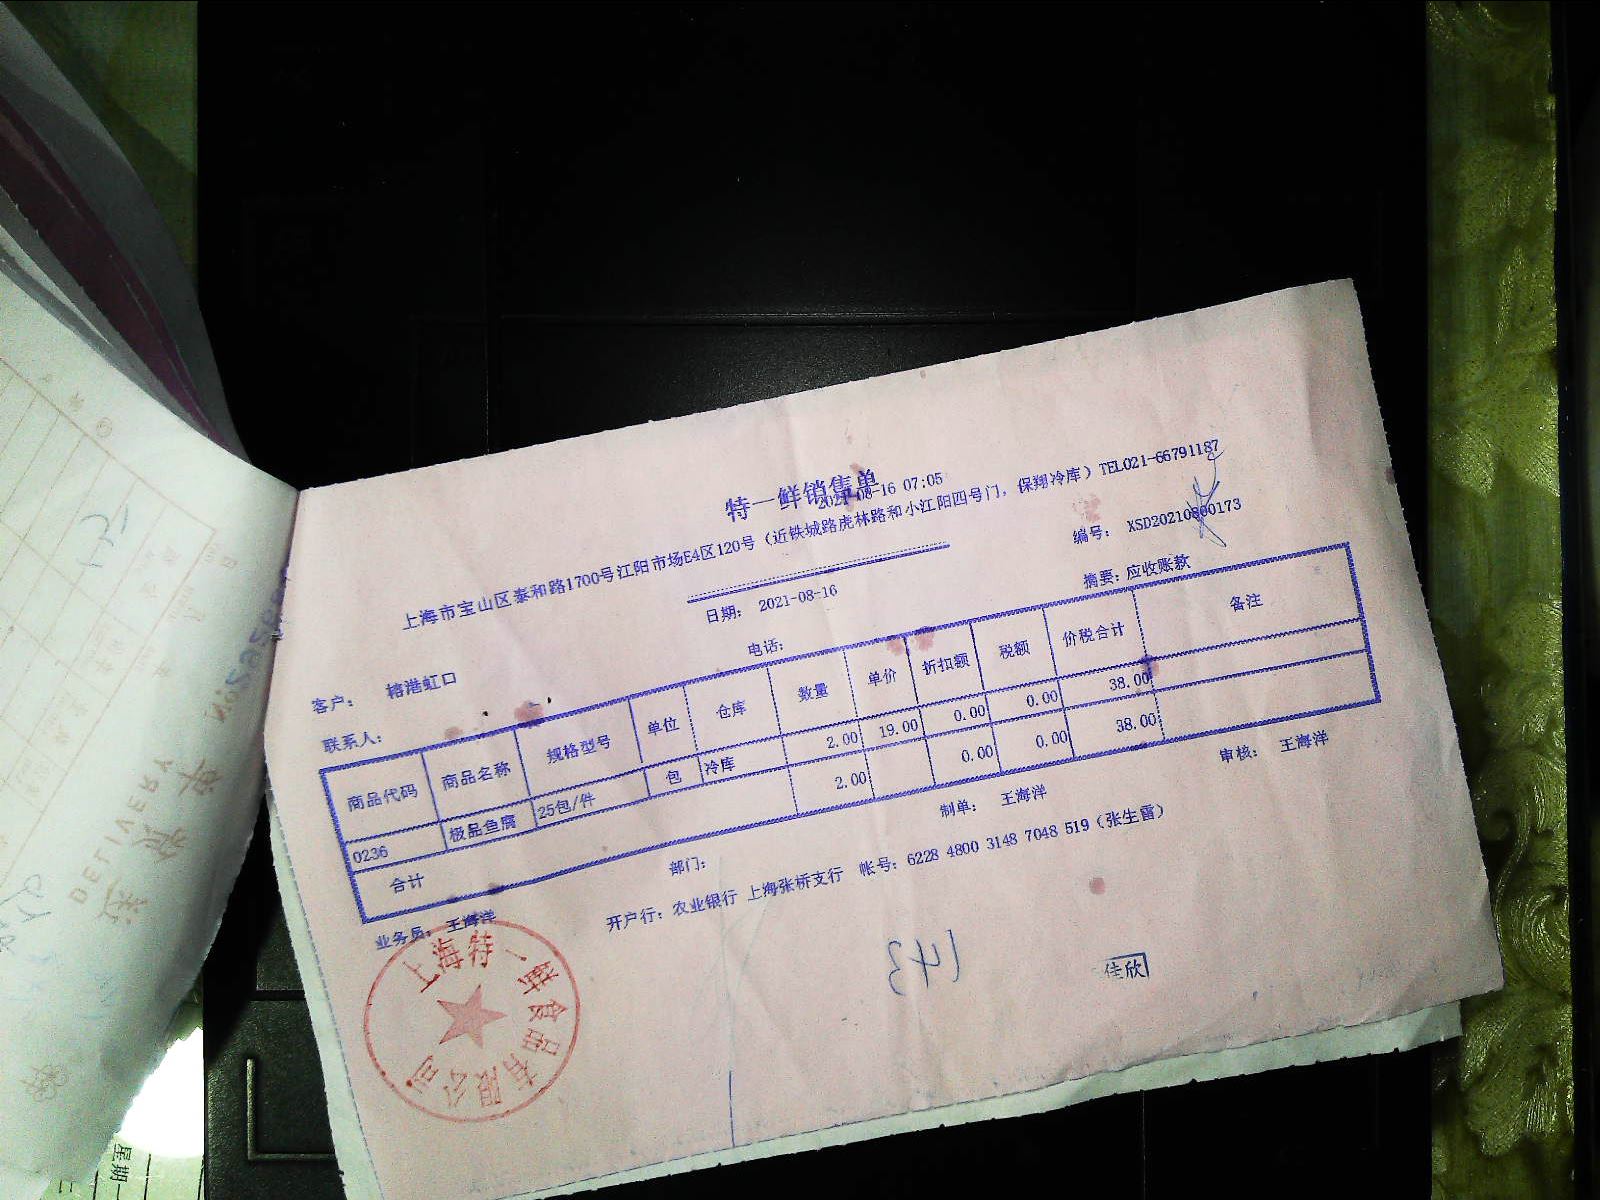 特一鲜销售单
2021-08-16 07:05
上海市宝山区泰和路1700号江阳市场E4区120号（近铁城路虎林路和小江阳四号门，保翔冷库）TEL021-66791187
编号： XSD20210800173
日期： 2021-08-16
摘要：应收账款
客户： 榕港虹口
电话：
联系人：
商品代码 商品名称 规格型号 单位 仓库 数量 单价 折扣额 税额 价税合计 备注
0236 极品鱼腐 25包/件 包 冷库 2.00 19.00 0.00 0.00 38.00
合计 2.00 0.00 0.00 38.00
业务员： 王海洋 部门： 制单： 王海洋 审核： 王海洋
开户行：农业银行 上海张桥支行 帐号：6228 4800 3148 7048 519（张生雷）
上海特一鲜食品有限公司
143
佳欣
DELIVERY
星期一